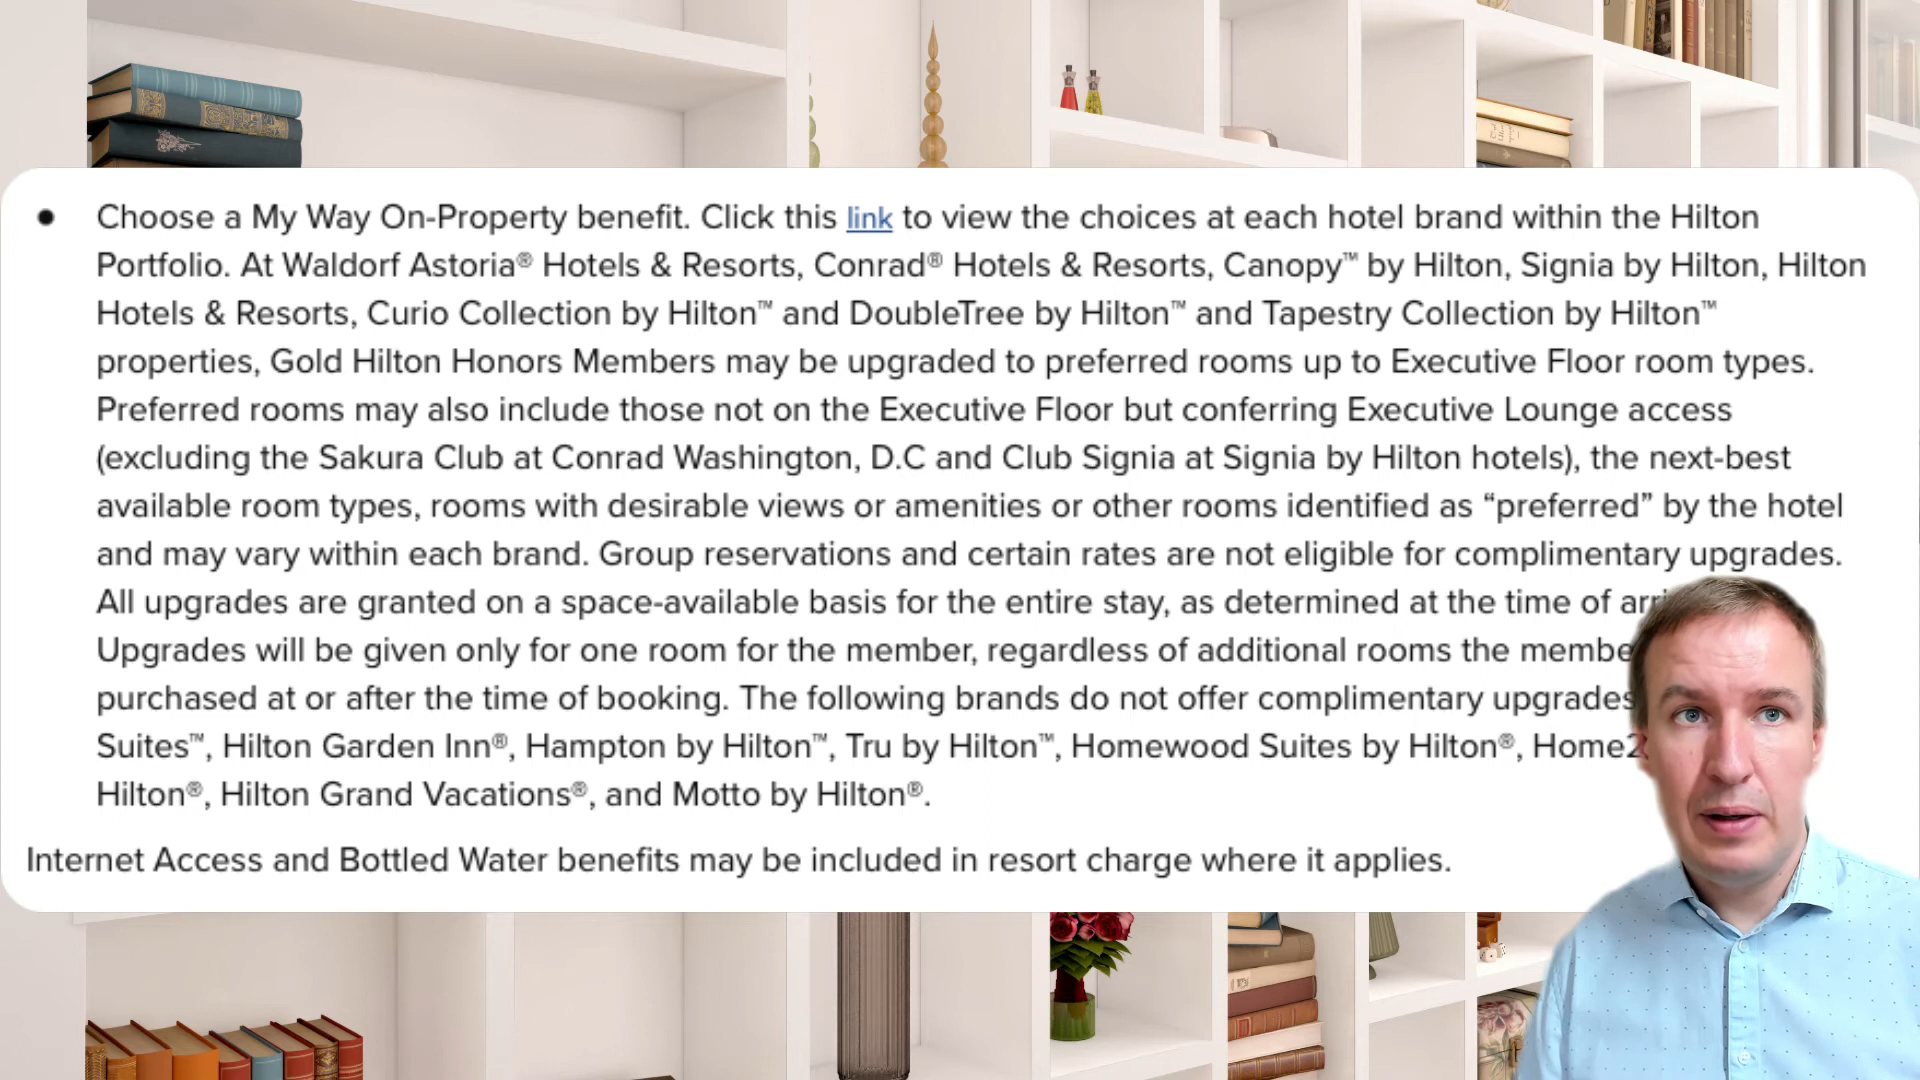 Choose a My Way On-Property benefit. Click this link to view the choices at each hotel brand within the Hilton
Portfolio. At Waldorf Astoria® Hotels & Resorts, Conrad® Hotels & Resorts, Canopy™ by Hilton, Signia by Hilton, Hilton
Hotels & Resorts, Curio Collection by Hilton™ and DoubleTree by Hilton™ and Tapestry Collection by Hilton™
properties, Gold Hilton Honors Members may be upgraded to preferred rooms up to Executive Floor room types.
Preferred rooms may also include those not on the Executive Floor but conferring Executive Lounge access
(excluding the Sakura Club at Conrad Washington, D.C and Club Signia at Signia by Hilton hotels), the next-best
available room types, rooms with desirable views or amenities or other rooms identified as “preferred” by the hotel
and may vary within each brand. Group reservations and certain rates are not eligible for complimentary upgrades.
All upgrades are granted on a space-available basis for the entire stay, as determined at the time of
Upgrades will be given only for one room for the member, regardless of additional rooms the
purchased at or after the time of booking. The following brands do not offer complimentary upgrades
Suites™, Hilton Garden Inn®, Hampton by Hilton™, Tru by Hilton™, Homewood Suites by Hilton®,
Hilton®, Hilton Grand Vacations®, and Motto by Hilton®.
Internet Access and Bottled Water benefits may be included in resort charge where it applies.